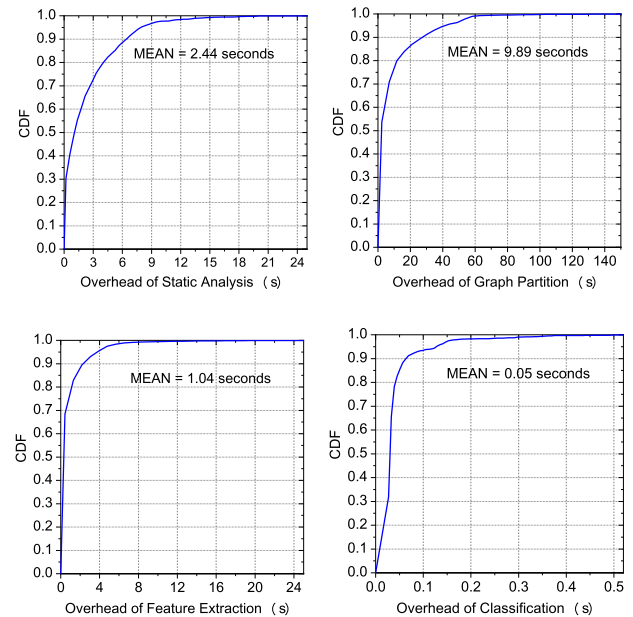 1.0
0.9
0.8
0.7
0.6
0.5
0.4
0.3
0.2
0.1
0.0
CDF
MEAN = 2.44 seconds
0 3 6 9 12 15 18 21 24
Overhead of Static Analysis (s)
1.0
0.9
0.8
0.7
0.6
0.5
0.4
0.3
0.2
0.1
0.0
CDF
MEAN = 9.89 seconds
0 20 40 60 80 100 120 140
Overhead of Graph Partition (s)
1.0
0.9
0.8
0.7
0.6
0.5
0.4
0.3
0.2
0.1
0.0
CDF
MEAN = 1.04 seconds
0 4 8 12 16 20 24
Overhead of Feature Extraction (s)
1.0
0.9
0.8
0.7
0.6
0.5
0.4
0.3
0.2
0.1
0.0
CDF
MEAN = 0.05 seconds
0.0 0.1 0.2 0.3 0.4 0.5
Overhead of Classification (s)